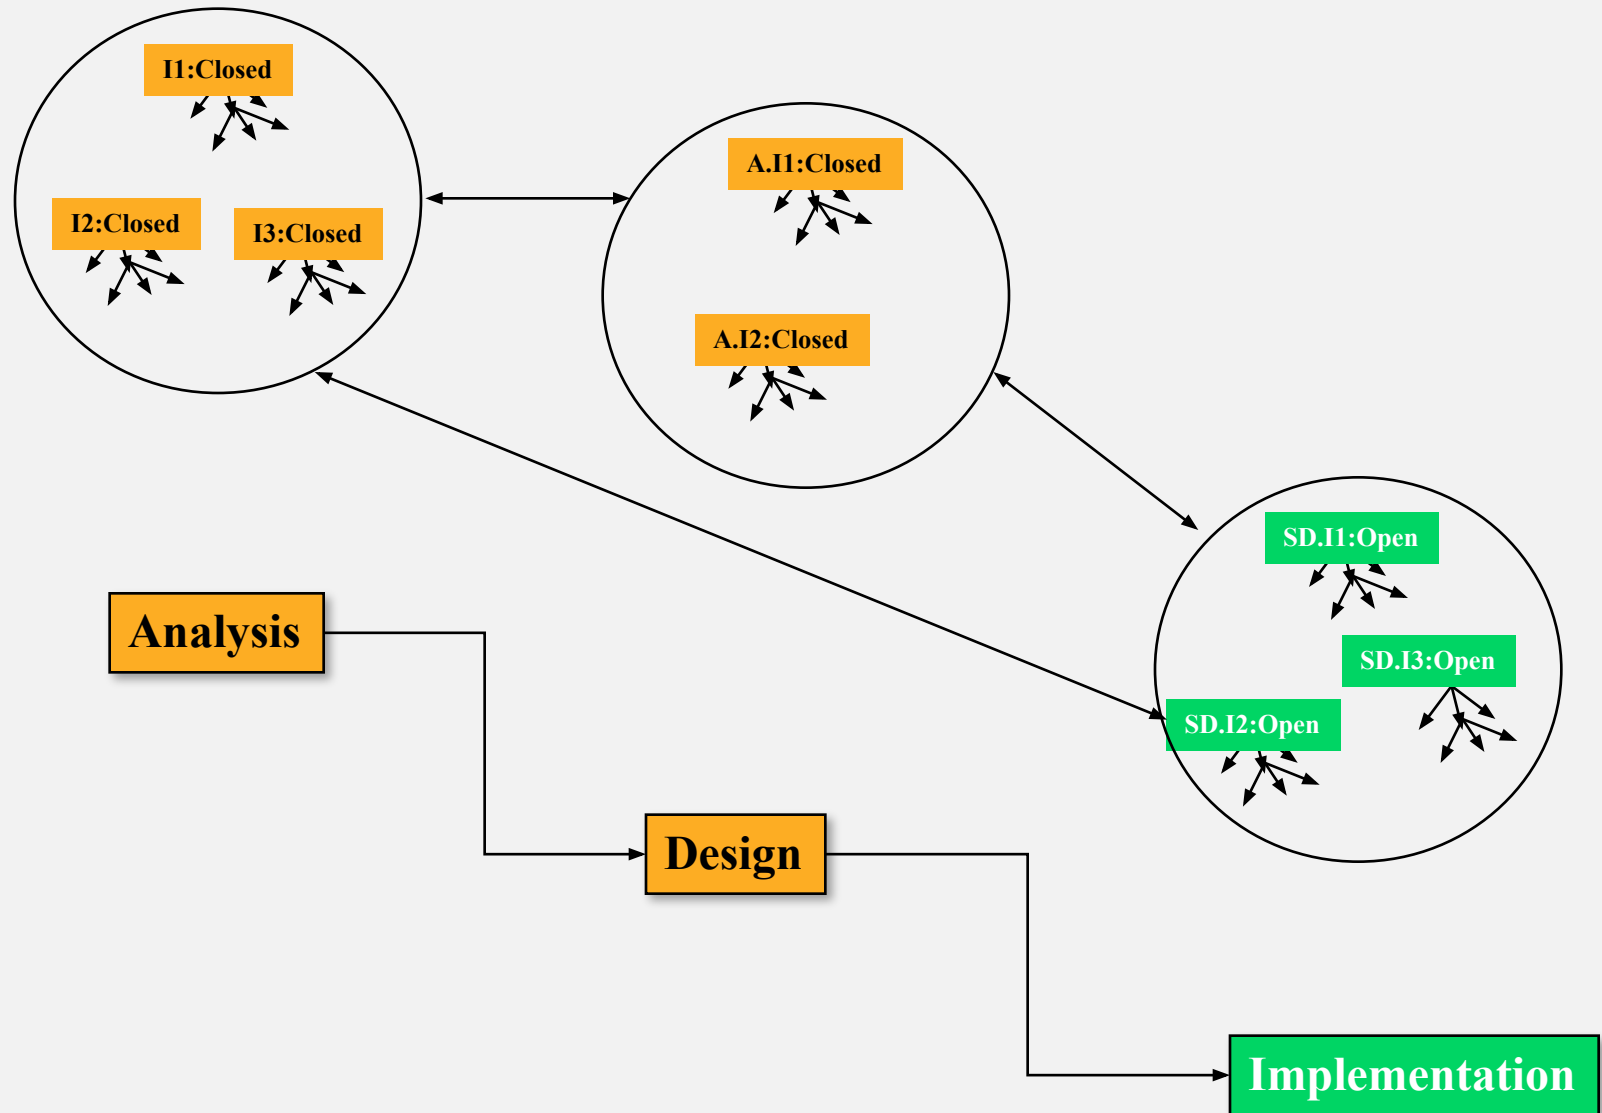 I1:Closed
I2:Closed
I3:Closed
A.I1:Closed
A.I2:Closed
SD.I1:Open
SD.I3:Open
SD.I2:Open
Analysis
Design
Implementation